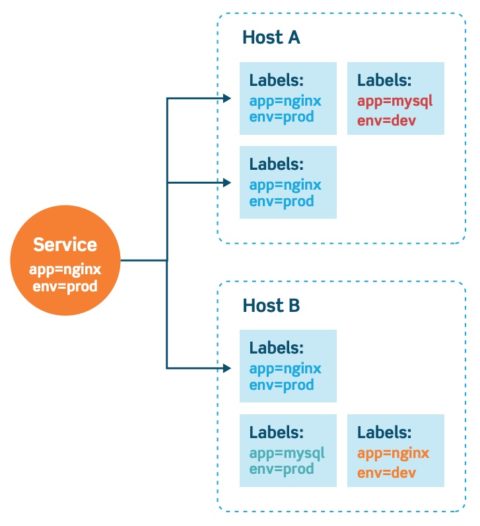 Host A
Labels:
app=nginx
env=prod
Labels:
app=mysql
env=dev
Labels:
app=nginx
env=prod
Service
app=nginx
env=prod
Host B
Labels:
app=nginx
env=prod
Labels:
app=mysql
env=prod
Labels:
app=nginx
env=dev